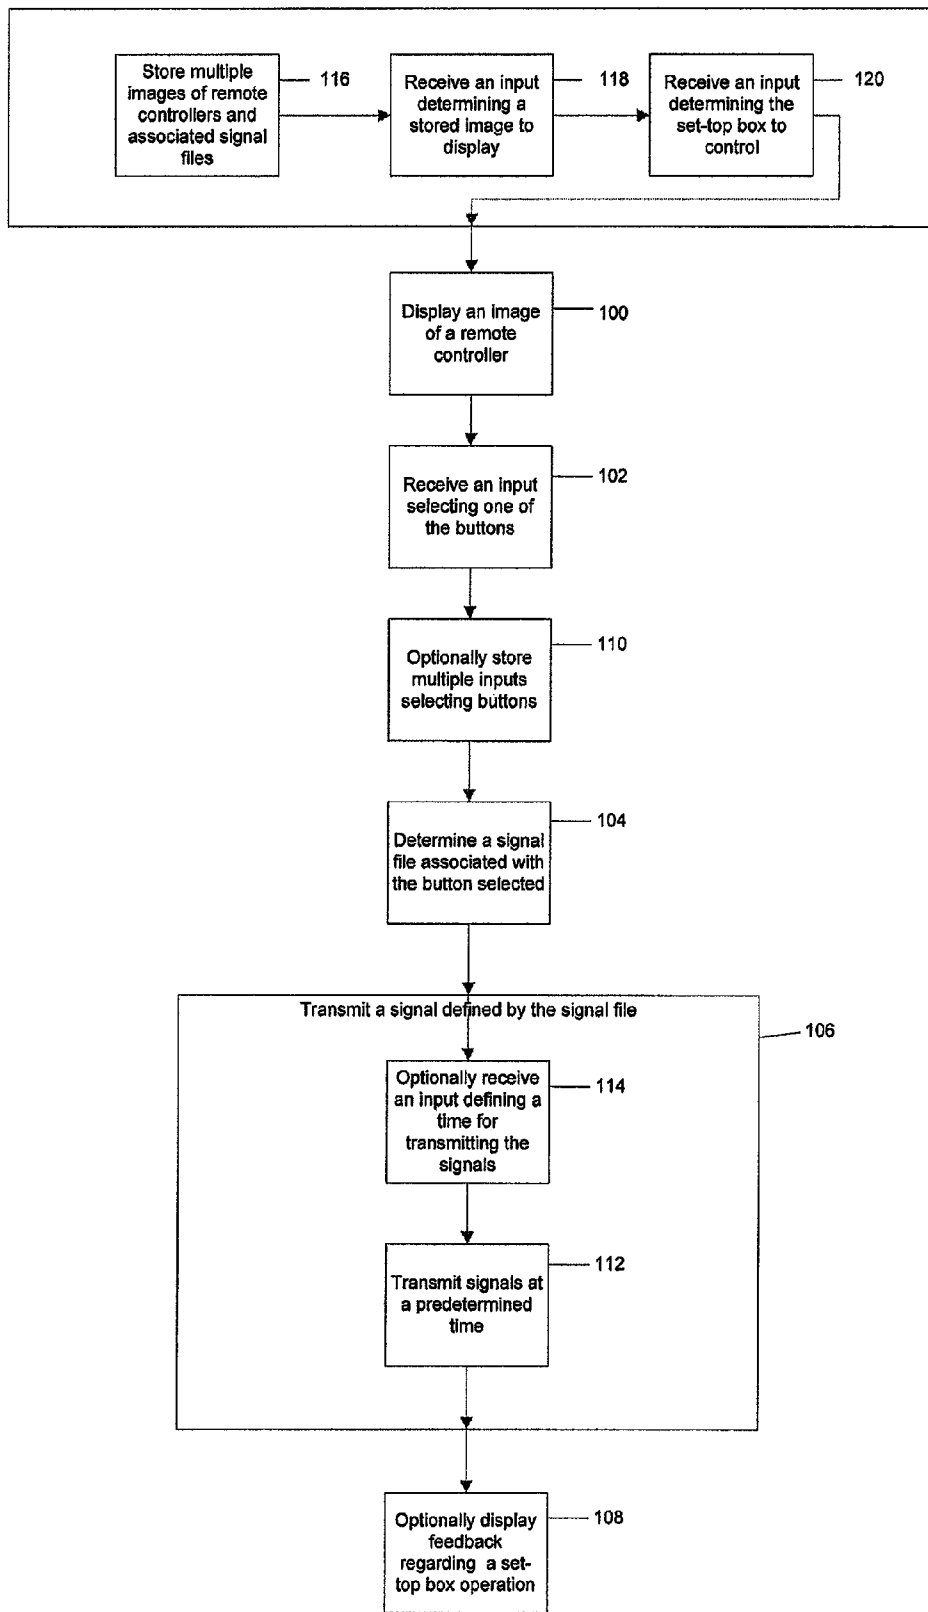 Store multiple
images of remote
controllers and
associated signal
files
116
Receive an input
determining a
stored image to
display
118
Receive an input
determining the
set-top box to
control
120
Display an image
of a remote
controller
100
Receive an input
selecting one of
the buttons
102
Optionally store
multiple inputs
selecting buttons
110
Determine a signal
file associated with
the button selected
104
Transmit a signal defined by the signal file
106
Optionally receive
an input defining a
time for
transmitting the
signals
114
Transmit signals at
a predetermined
time
112
Optionally display
feedback
regarding a set-
top box operation
108